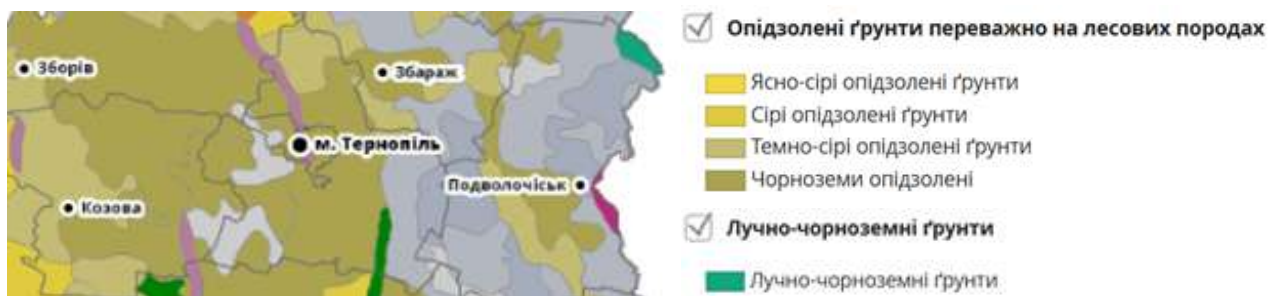 Зборів
Збараж
м. Тернопіль
Подволочіськ
Козова
Опідзолені ґрунти переважно на лесових породах
Ясно-сірі опідзолені ґрунти
Сірі опідзолені ґрунти
Темно-сірі опідзолені ґрунти
Чорноземи опідзолені
Лучно-чорноземні ґрунти
Лучно-чорноземні ґрунти